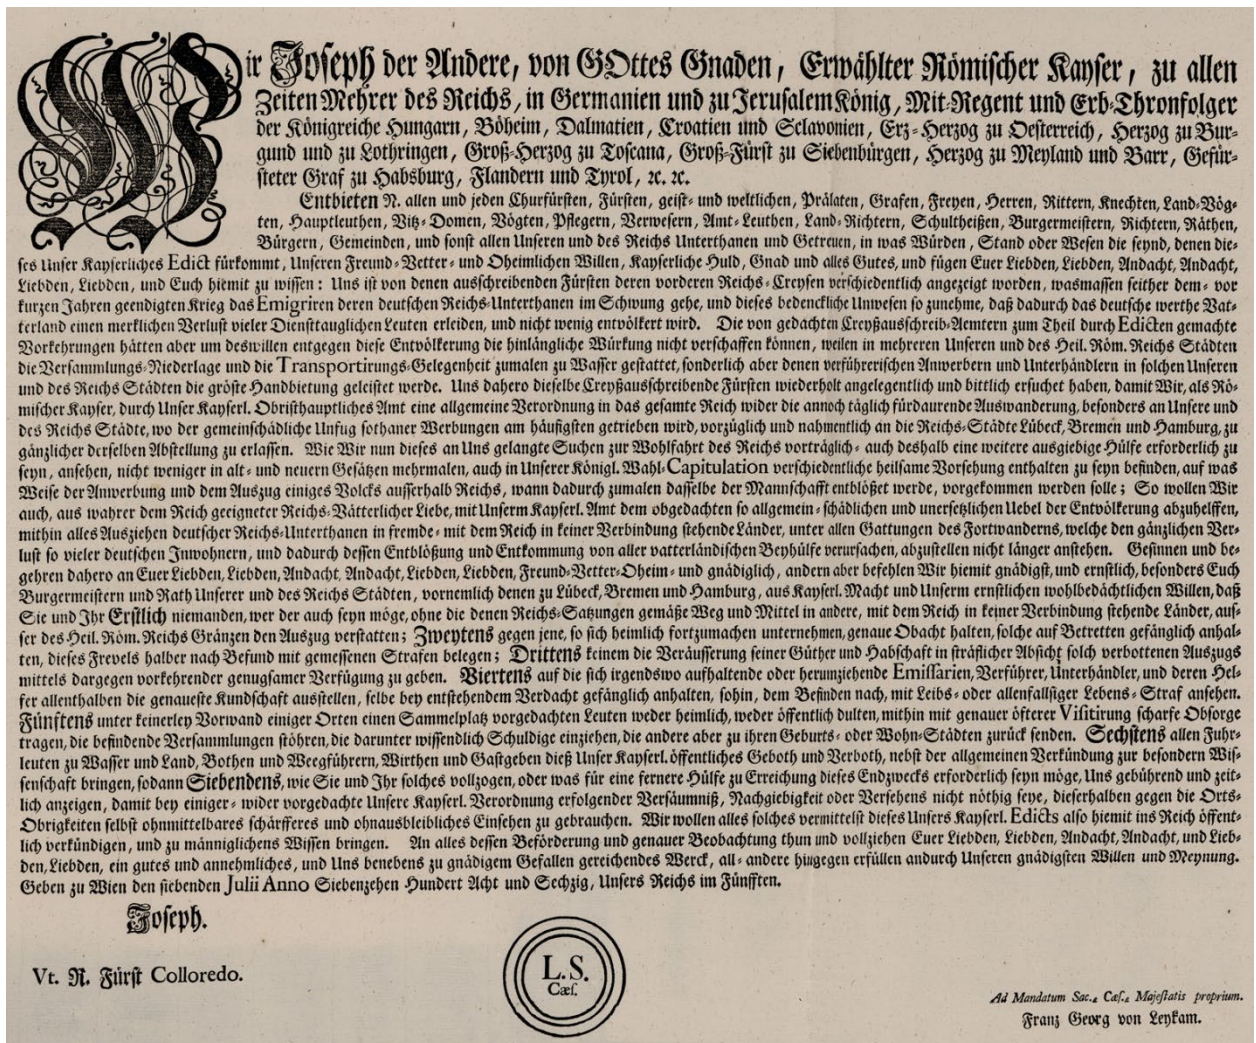 Wir Joseph der Andere, von GOttes Gnaden, Erwählter Römischer Kayser, zu allen
Zeiten Mehrer des Reichs, in Germanien und zu Jerusalem König, Mit-Regent und Erb-Thronfolger
der Königreiche Hungarn, Böheim, Dalmatien, Croatien und Sclavonien, Erz-Herzog zu Oesterreich, Herzog zu Bur-
gund und zu Lothringen, Groß-Herzog zu Toscana, Groß-Fürst zu Siebenbürgen, Herzog zu Meyland und Barr, Gefür-
steter Graf zu Habsburg, Flandern und Tyrol, ꝛc. ꝛc.
Entbieten N. allen und jeden Churfürsten, Fürsten, geist- und weltlichen, Prälaten, Grafen, Freyen, Herren, Rittern, Knechten, Land-Vög-
ten, Hauptleuthen, Vitz-Domen, Vögten, Pflegern, Verwesern, Amt-Leuthen, Land-Richtern, Schultheißen, Burgermeistern, Richtern, Räthen,
Bürgern, Gemeinden, und sonst allen Unseren und des Reichs Unterthanen und Getreuen, in was Würden, Stand oder Wesen die seynd, denen die-
ses Unser Kayserliches Edict fürkommt, Unseren Freund-Vetter- und Oheimlichen Willen, Kayserliche Huld, Gnad und alles Gutes, und fügen Euer Liebden, Liebden, Andacht, Andacht,
Liebden, Liebden, und Euch hiemit zu wissen: Uns ist von denen ausschreibenden Fürsten deren vorderen Reichs-Creysen verschiedentlich angezeigt worden, wasmassen seither dem- vor
kurzen Jahren geendigten Krieg das Emigriren deren deutschen Reichs-Unterthanen im Schwung gehe, und dieses bedenckliche Unwesen so zunehme, daß dadurch das deutsche werthe Vat-
terland einen merklichen Verlust vieler Diensttauglichen Leuten erleiden, und nicht wenig entvölkert wird. Die von gedachten Creyßausschreib-Aemtern zum Theil durch Edicten gemachte
Vorkehrungen hätten aber um deswillen entgegen diese Entvölkerung die hinlängliche Würkung nicht verschaffen können, weilen in mehreren Unseren und des Heil. Röm. Reichs Städten
die Versammlungs-Niederlage und die Transportirungs-Gelegenheit zumalen zu Wasser gestattet, sonderlich aber denen verführerischen Anwerbern und Unterhändlern in solchen Unseren
und des Reichs Städten die gröste Handbietung geleistet werde. Uns dahero dieselbe Creyßausschreibende Fürsten wiederholt angelegentlich und bittlich ersuchet haben, damit Wir, als Rö-
mischer Kayser, durch Unser Kayserl. Obristhauptliches Amt eine allgemeine Verordnung in das gesamte Reich wider die annoch täglich fürdaurende Auswanderung, besonders an Unsere und
des Reichs Städte, wo der gemeinschädliche Unfug sothaner Werbungen am häufigsten getrieben wird, vorzüglich und nahmentlich an die Reichs-Städte Lübeck, Bremen und Hamburg, zu
gänzlicher derselben Abstellung zu erlassen. Wie Wir nun dieses an Uns gelangte Suchen zur Wohlfahrt des Reichs vorträglich- auch deshalb eine weitere ausgiebige Hülfe erforderlich zu
seyn, ansehen, nicht weniger in alt- und neuern Gesätzen mehrmalen, auch in Unserer Königl. Wahl-Capitulation verschiedentliche heilsame Vorsehung enthalten zu seyn befinden, auf was
Weise der Anwerbung und dem Auszug einiges Volcks ausserhalb Reichs, wann dadurch zumalen dasselbe der Mannschafft entblößet werde, vorgekommen werden solle; So wollen Wir
auch, aus wahrer dem Reich geeigneter Reichs-Vätterlicher Liebe, mit Unserm Kayserl. Amt dem obgedachten so allgemein-schädlichen und unersetzlichen Uebel der Entvölkerung abzuhelffen,
mithin alles Ausziehen deutscher Reichs-Unterthanen in fremde- mit dem Reich in keiner Verbindung stehende Länder, unter allen Gattungen des Fortwanderns, welche den gänzlichen Ver-
lust so vieler deutschen Inwohnern, und dadurch dessen Entblößung und Entkommung von aller vatterländischen Beyhülfe verursachen, abzustellen nicht länger anstehen. Gesinnen und be-
gehren dahero an Euer Liebden, Liebden, Andacht, Andacht, Liebden, Liebden, Freund-Vetter-Oheim- und gnädiglich, andern aber befehlen Wir hiemit gnädigst, und ernstlich, besonders Euch
Burgermeistern und Rath Unserer und des Reichs Städten, vornemlich denen zu Lübeck, Bremen und Hamburg, aus Kayserl. Macht und Unserm ernstlichen wohlbedächtlichen Willen, daß
Sie und Ihr Erstlich niemanden, wer der auch seyn möge, ohne die denen Reichs-Satzungen gemäße Weg und Mittel in andere, mit dem Reich in keiner Verbindung stehende Länder, aus-
ser des Heil. Röm. Reichs Gränzen den Auszug verstatten; Zweytens gegen jene, so sich heimlich fortzumachen unternehmen, genaue Obacht halten, solche auf Betretten gefänglich anhal-
ten, dieses Frevels halber nach Befund mit gemessenen Strafen belegen; Drittens keinem die Veräusserung seiner Güther und Habschaft in sträflicher Absicht solch verbottenen Auszugs
mittels dargegen vorkehrender genugsamer Verfügung zu geben. Viertens auf die sich irgendswo aufhaltende oder herumziehende Emissarien, Verführer, Unterhändler, und deren Hel-
fer allenthalben die genaueste Kundschaft ausstellen, selbe bey entstehendem Verdacht gefänglich anhalten, sohin, dem Befinden nach, mit Leibs- oder allenfallsiger Lebens-Straf ansehen.
Fünftens unter keinerley Vorwand einiger Orten einen Sammelplatz vorgedachten Leuten weder heimlich, weder öffentlich dulten, mithin mit genauer öfterer Visitirung scharfe Obsorge
tragen, die befindende Versammlungen stöhren, die darunter wissendlich Schuldige einziehen, die andere aber zu ihren Geburts- oder Wohn-Städten zurück senden. Sechstens allen Fuhr-
leuten zu Wasser und Land, Bothen und Weegführern, Wirthen und Gastgeben dieß Unser Kayserl. öffentliches Geboth und Verboth, nebst der allgemeinen Verkündung zur besondern Wis-
senschaft bringen, sodann Siebendens, wie Sie und Ihr solches vollzogen, oder was für eine fernere Hülfe zu Erreichung dieses Endzwecks erforderlich seyn möge, Uns gebührend und zeit-
lich anzeigen, damit bey einiger- wider vorgedachte Unsere Kayserl. Verordnung erfolgender Versäumniß, Nachgiebigkeit oder Versehens nicht nöthig seye, dieserhalben gegen die Orts-
Obrigkeiten selbst ohnmittelbares schärfferes und ohnausbleibliches Einsehen zu gebrauchen. Wir wollen alles solches vermittelst dieses Unsers Kayserl. Edicts also hiemit ins Reich öffent-
lich verkündigen, und zu männiglichens Wissen bringen. An alles dessen Beförderung und genauer Beobachtung thun und vollziehen Euer Liebden, Liebden, Andacht, Andacht, und Lieb-
den, Liebden, ein gutes und annehmliches, und Uns benebens zu gnädigem Gefallen gereichendes Werck, all- andere hingegen erfüllen andurch Unseren gnädigsten Willen und Meynung.
Geben zu Wien den siebenden Julii Anno Siebenzehen Hundert Acht und Sechzig, Unsers Reichs im Fünfften.
Joseph.
Vt. R. Fürst Colloredo.
L. S.
Cæs.
Ad Mandatum Sac.æ Cæs.æ Majestatis proprium.
Franz Georg von Leykam.